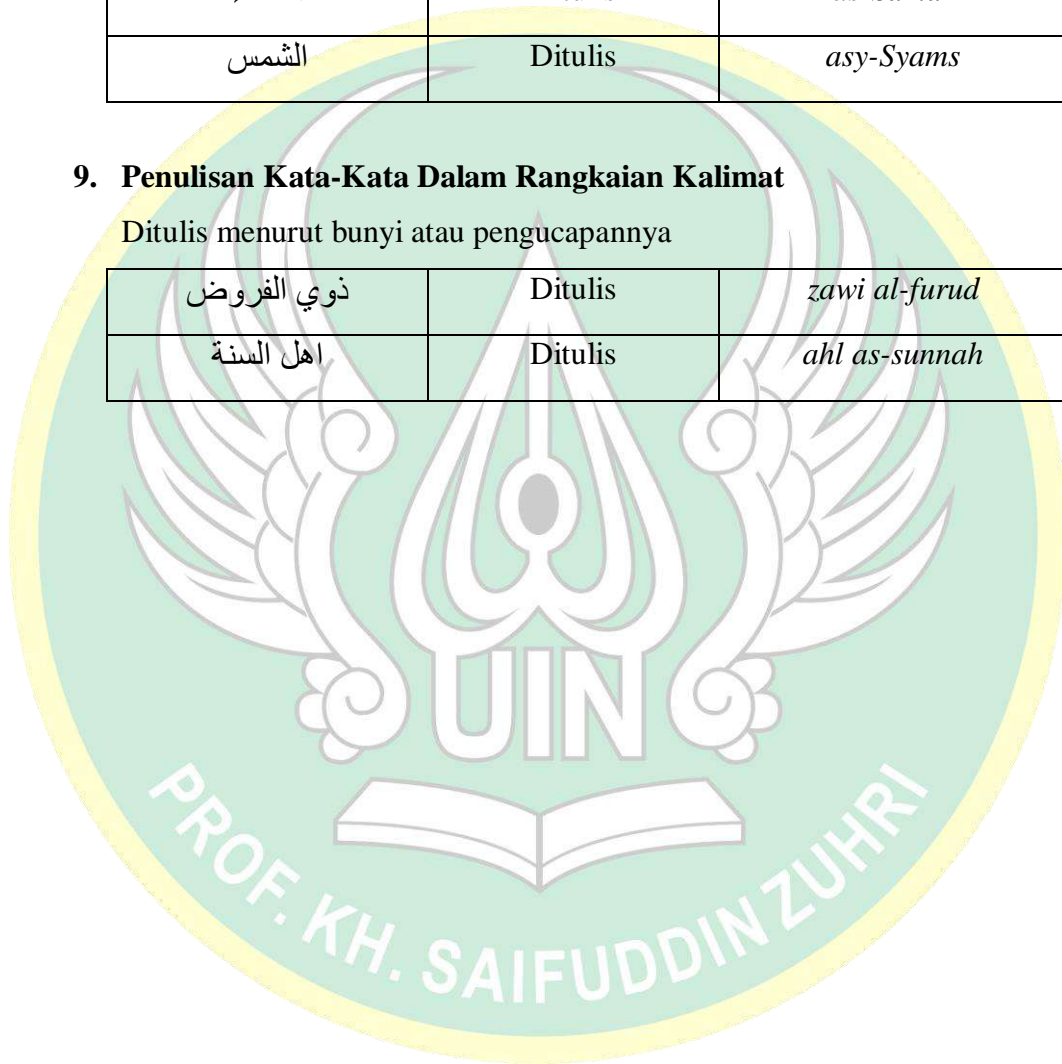 الشمس Ditulis asy-Syams
9. Penulisan Kata-Kata Dalam Rangkaian Kalimat
Ditulis menurut bunyi atau pengucapannya
ذوي الفروض Ditulis zawi al-furud
اهل السنة Ditulis ahl as-sunnah
UIN
PROF. KH. SAIFUDDIN ZUHRI